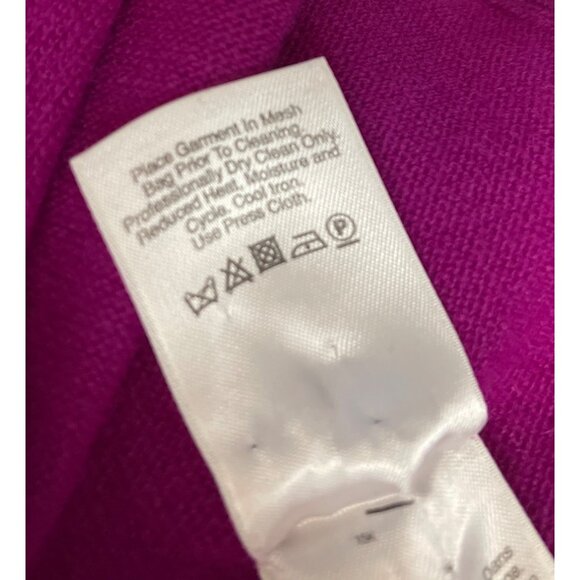 Place Garment In Mesh
Bag Prior To Cleaning
Professionally Dry Clean Only.
Reduced Heat, Moisture and
Cycle. Cool Iron.
Use Press Cloth.
P